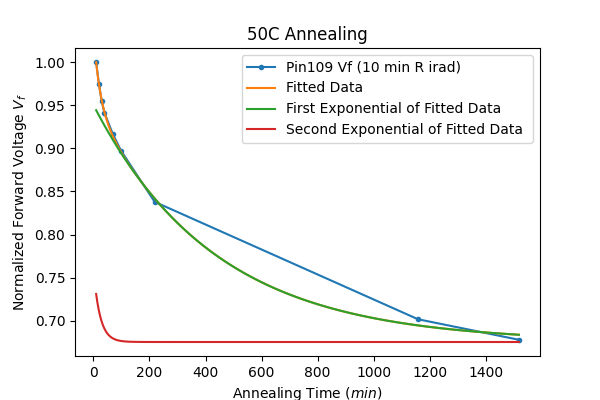 50C Annealing
Pin109 Vf (10 min R irad)
Fitted Data
First Exponential of Fitted Data
Second Exponential of Fitted Data
Normalized Forward Voltage V_f
1.00
0.95
0.90
0.85
0.80
0.75
0.70
0 200 400 600 800 1000 1200 1400
Annealing Time (min)